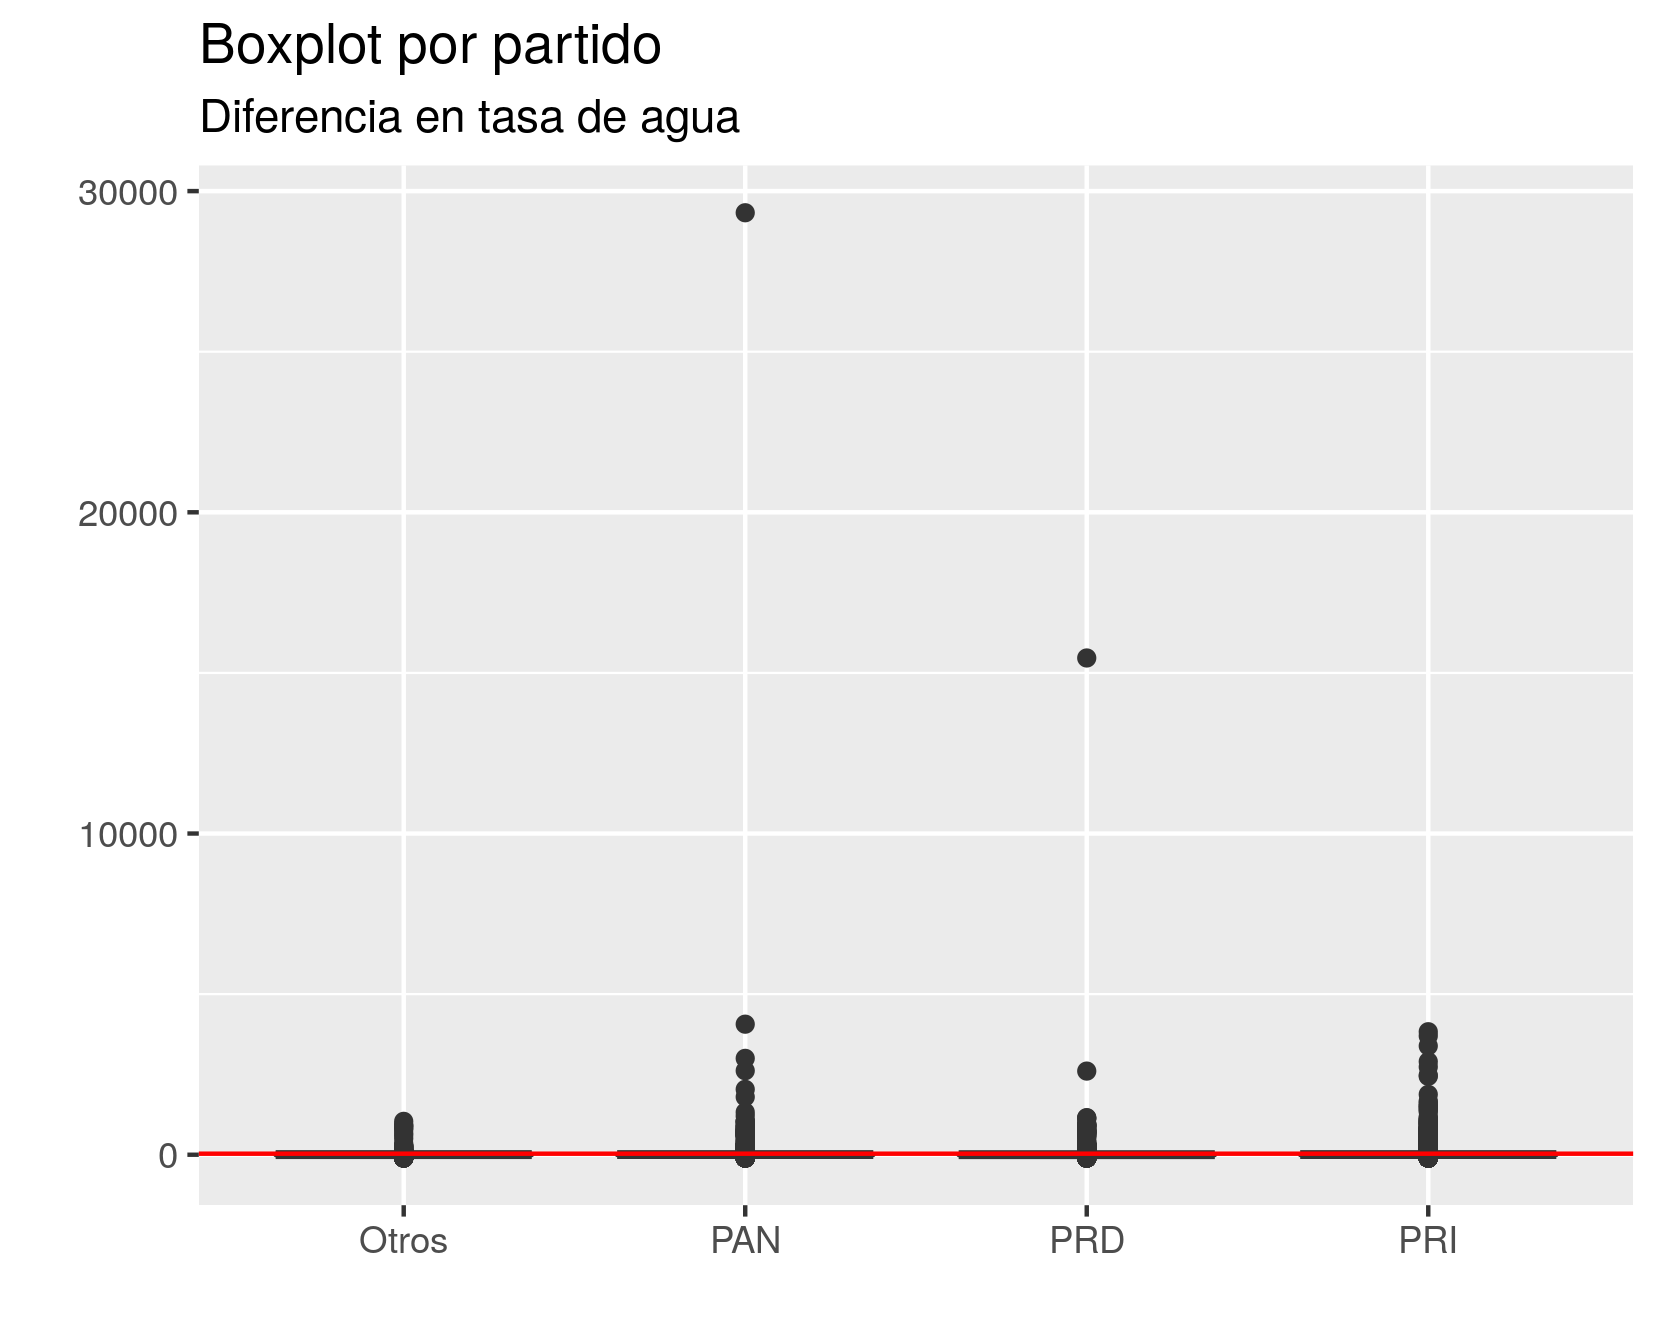 Boxplot por partido
Diferencia en tasa de agua
30000
20000
10000
0
Otros PAN PRD PRI